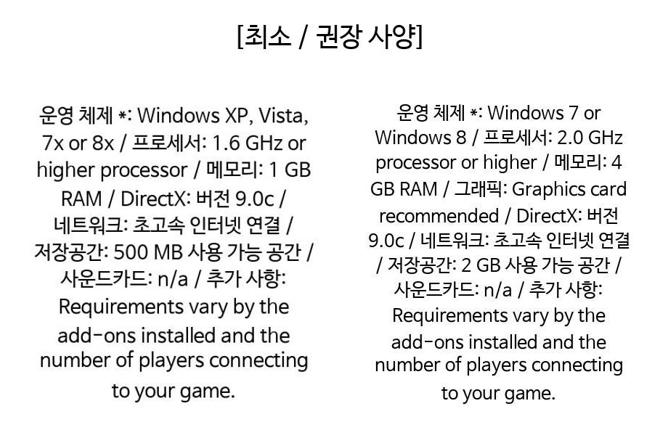 [최소 / 권장 사양]
운영 체제 *: Windows XP, Vista,
7x or 8x / 프로세서: 1.6 GHz or
higher processor / 메모리: 1 GB
RAM / DirectX: 버전 9.0c /
네트워크: 초고속 인터넷 연결 /
저장공간: 500 MB 사용 가능 공간 /
사운드카드: n/a / 추가 사항:
Requirements vary by the
add-ons installed and the
number of players connecting
to your game.
운영 체제 *: Windows 7 or
Windows 8 / 프로세서: 2.0 GHz
processor or higher / 메모리: 4
GB RAM / 그래픽: Graphics card
recommended / DirectX: 버전
9.0c / 네트워크: 초고속 인터넷 연결
/ 저장공간: 2 GB 사용 가능 공간 /
사운드카드: n/a / 추가 사항:
Requirements vary by the
add-ons installed and the
number of players connecting
to your game.